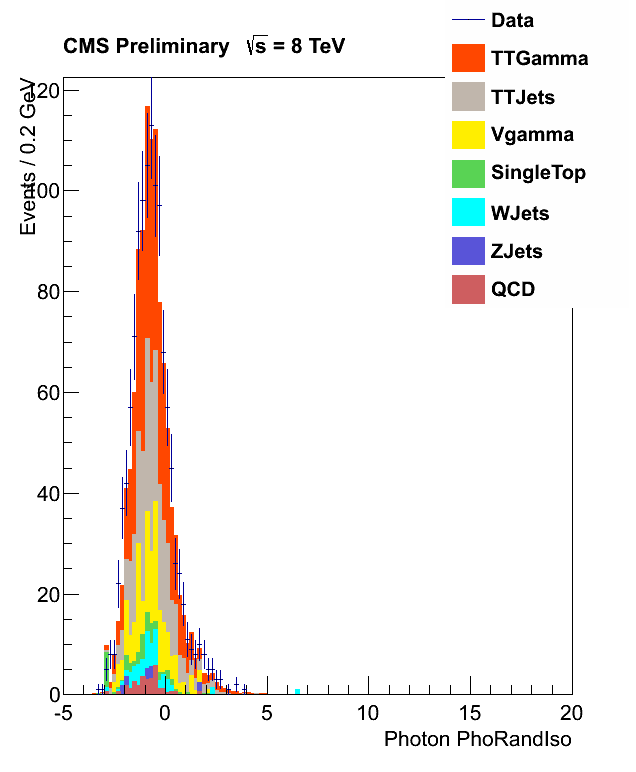 CMS Preliminary √s = 8 TeV
Data
TTGamma
TTJets
Vgamma
SingleTop
WJets
ZJets
QCD
Events / 0.2 GeV
120
100
80
60
40
20
0
-5 0 5 10 15 20
Photon PhoRandIso